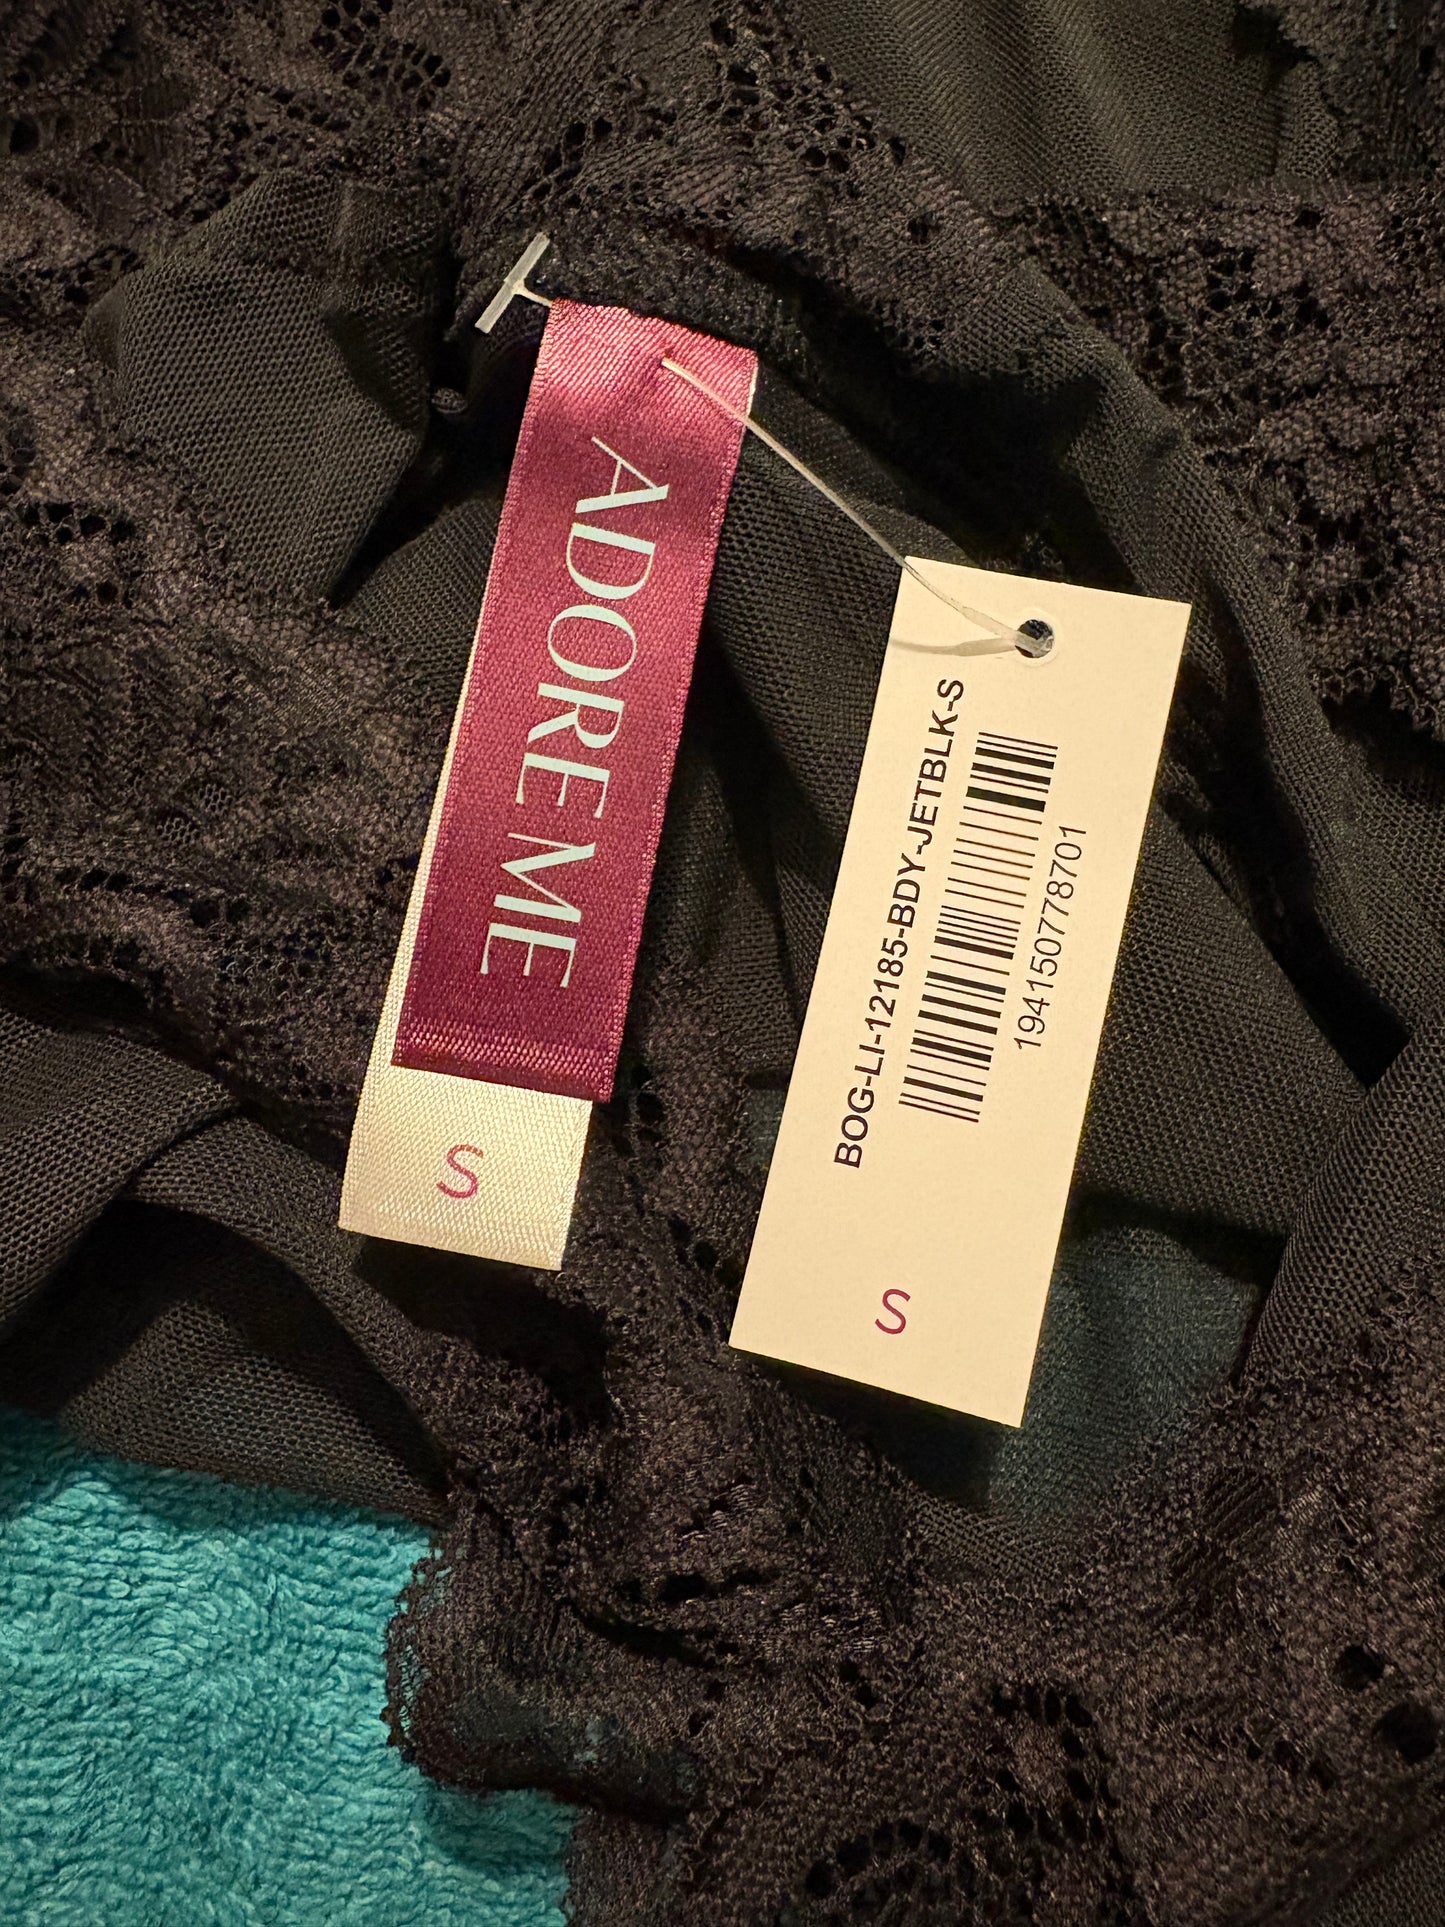 ADORE ME
S
BOG-LI-12185-BDY-JETBLK-S
194150778701
S